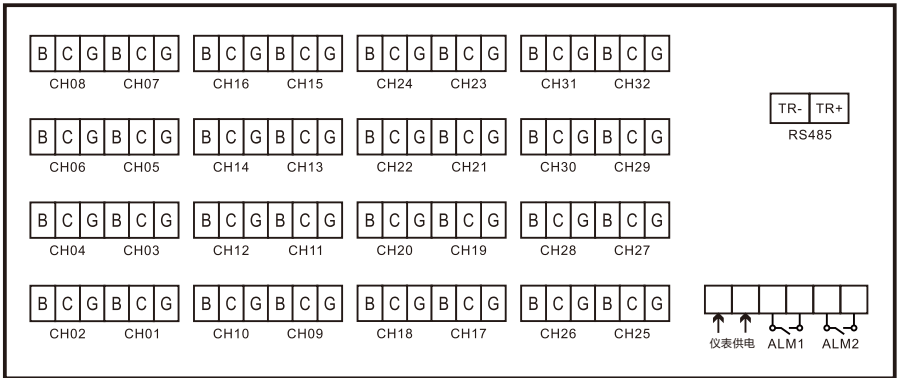 B C G B C G B C G B C G B C G B C G B C G B C G
CH08 CH07 CH16 CH15 CH24 CH23 CH31 CH32
TR- TR+
RS485
B C G B C G B C G B C G B C G B C G B C G B C G
CH06 CH05 CH14 CH13 CH22 CH21 CH30 CH29
B C G B C G B C G B C G B C G B C G B C G B C G
CH04 CH03 CH12 CH11 CH20 CH19 CH28 CH27
B C G B C G B C G B C G B C G B C G B C G B C G
CH02 CH01 CH10 CH09 CH18 CH17 CH26 CH25
仪表供电 ALM1 ALM2